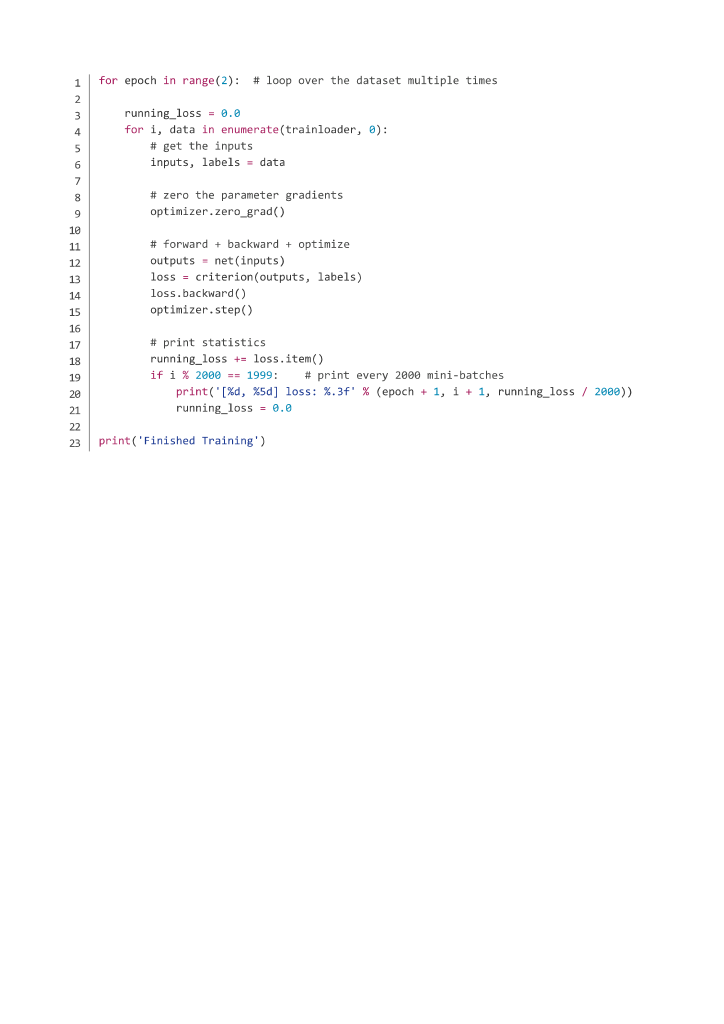 1 for epoch in range(2):  # loop over the dataset multiple times
2
3     running_loss = 0.0
4     for i, data in enumerate(trainloader, 0):
5         # get the inputs
6         inputs, labels = data
7
8         # zero the parameter gradients
9         optimizer.zero_grad()
10
11         # forward + backward + optimize
12         outputs = net(inputs)
13         loss = criterion(outputs, labels)
14         loss.backward()
15         optimizer.step()
16
17         # print statistics
18         running_loss += loss.item()
19         if i % 2000 == 1999:    # print every 2000 mini-batches
20             print('[%d, %5d] loss: %.3f' % (epoch + 1, i + 1, running_loss / 2000))
21             running_loss = 0.0
22
23 print('Finished Training')